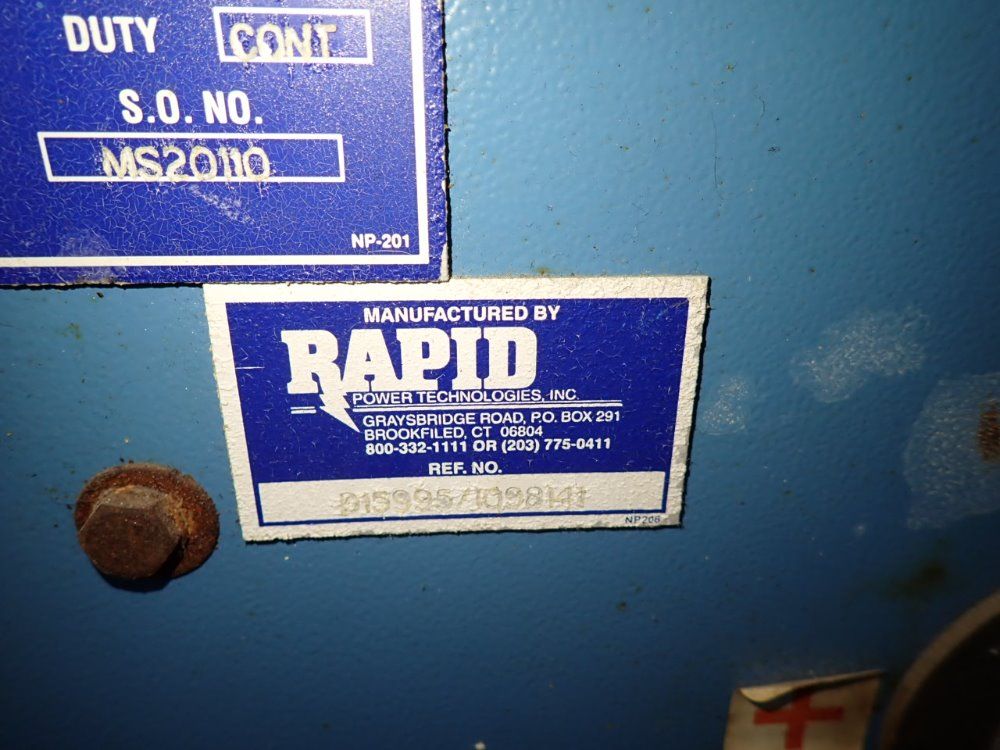 DUTY CONT
S.O. NO.
MS20110
NP-201
MANUFACTURED BY
RAPID
POWER TECHNOLOGIES, INC.
GRAYSBRIDGE ROAD, P.O. BOX 291
BROOKFILED, CT 06804
800-332-1111 OR (203) 775-0411
REF. NO.
NP206